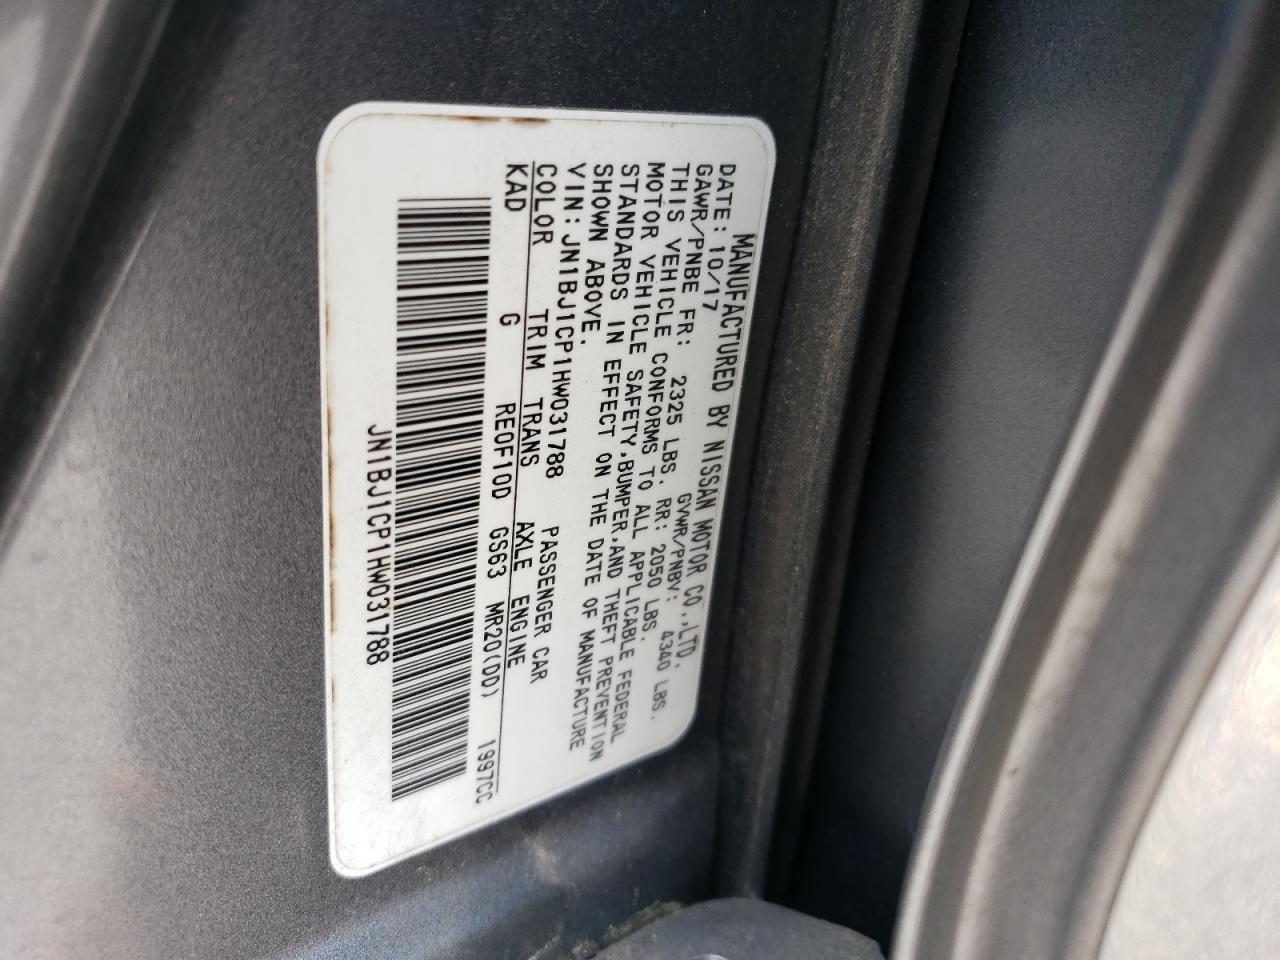 MANUFACTURED BY NISSAN MOTOR CO.,LTD.
DATE: 10/17 GVWR/PNBV: 4340 LBS.
GAWR/PNBE FR: 2325 LBS. RR: 2050 LBS.
THIS VEHICLE CONFORMS TO ALL APPLICABLE FEDERAL
MOTOR VEHICLE SAFETY,BUMPER,AND THEFT PREVENTION
STANDARDS IN EFFECT ON THE DATE OF MANUFACTURE
SHOWN ABOVE.
VIN:JN1BJ1CP1HW031788 PASSENGER CAR
COLOR TRIM TRANS AXLE ENGINE
KAD G RE0F10D GS63 MR20(DD) 1997CC
JN1BJ1CP1HW031788